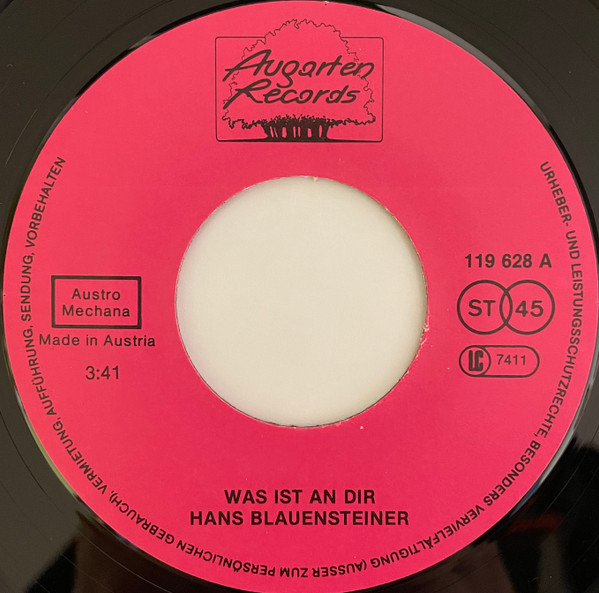 Augarten
Records
119 628 A
ST 45
LC 7411
Austro
Mechana
Made in Austria
3:41
WAS IST AN DIR
HANS BLAUENSTEINER
URHEBER- UND LEISTUNGSSCHUTZRECHTE, BESONDERS VERVIELFÄLTIGUNG (AUSSER ZUM PERSÖNLICHEN GEBRAUCH), VERMIETUNG, AUFFÜHRUNG, SENDUNG, VORBEHALTEN